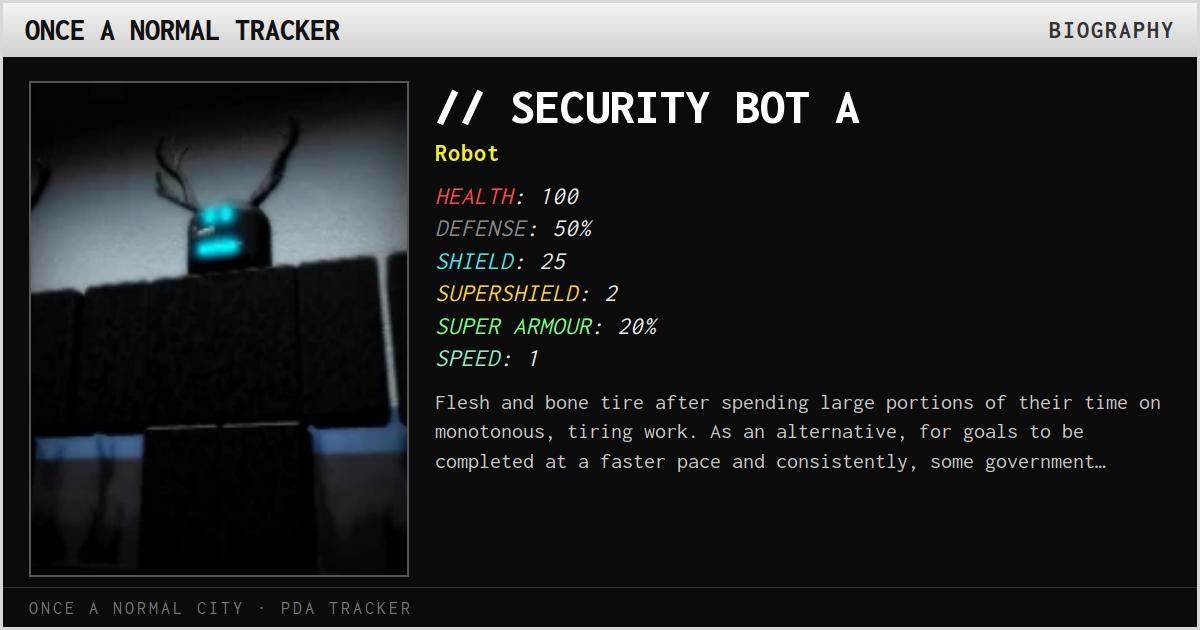 ONCE A NORMAL TRACKER
BIOGRAPHY
// SECURITY BOT A
Robot
HEALTH: 100
DEFENSE: 50%
SHIELD: 25
SUPERSHIELD: 2
SUPER ARMOUR: 20%
SPEED: 1
Flesh and bone tire after spending large portions of their time on
monotonous, tiring work. As an alternative, for goals to be
completed at a faster pace and consistently, some government…
ONCE A NORMAL CITY · PDA TRACKER